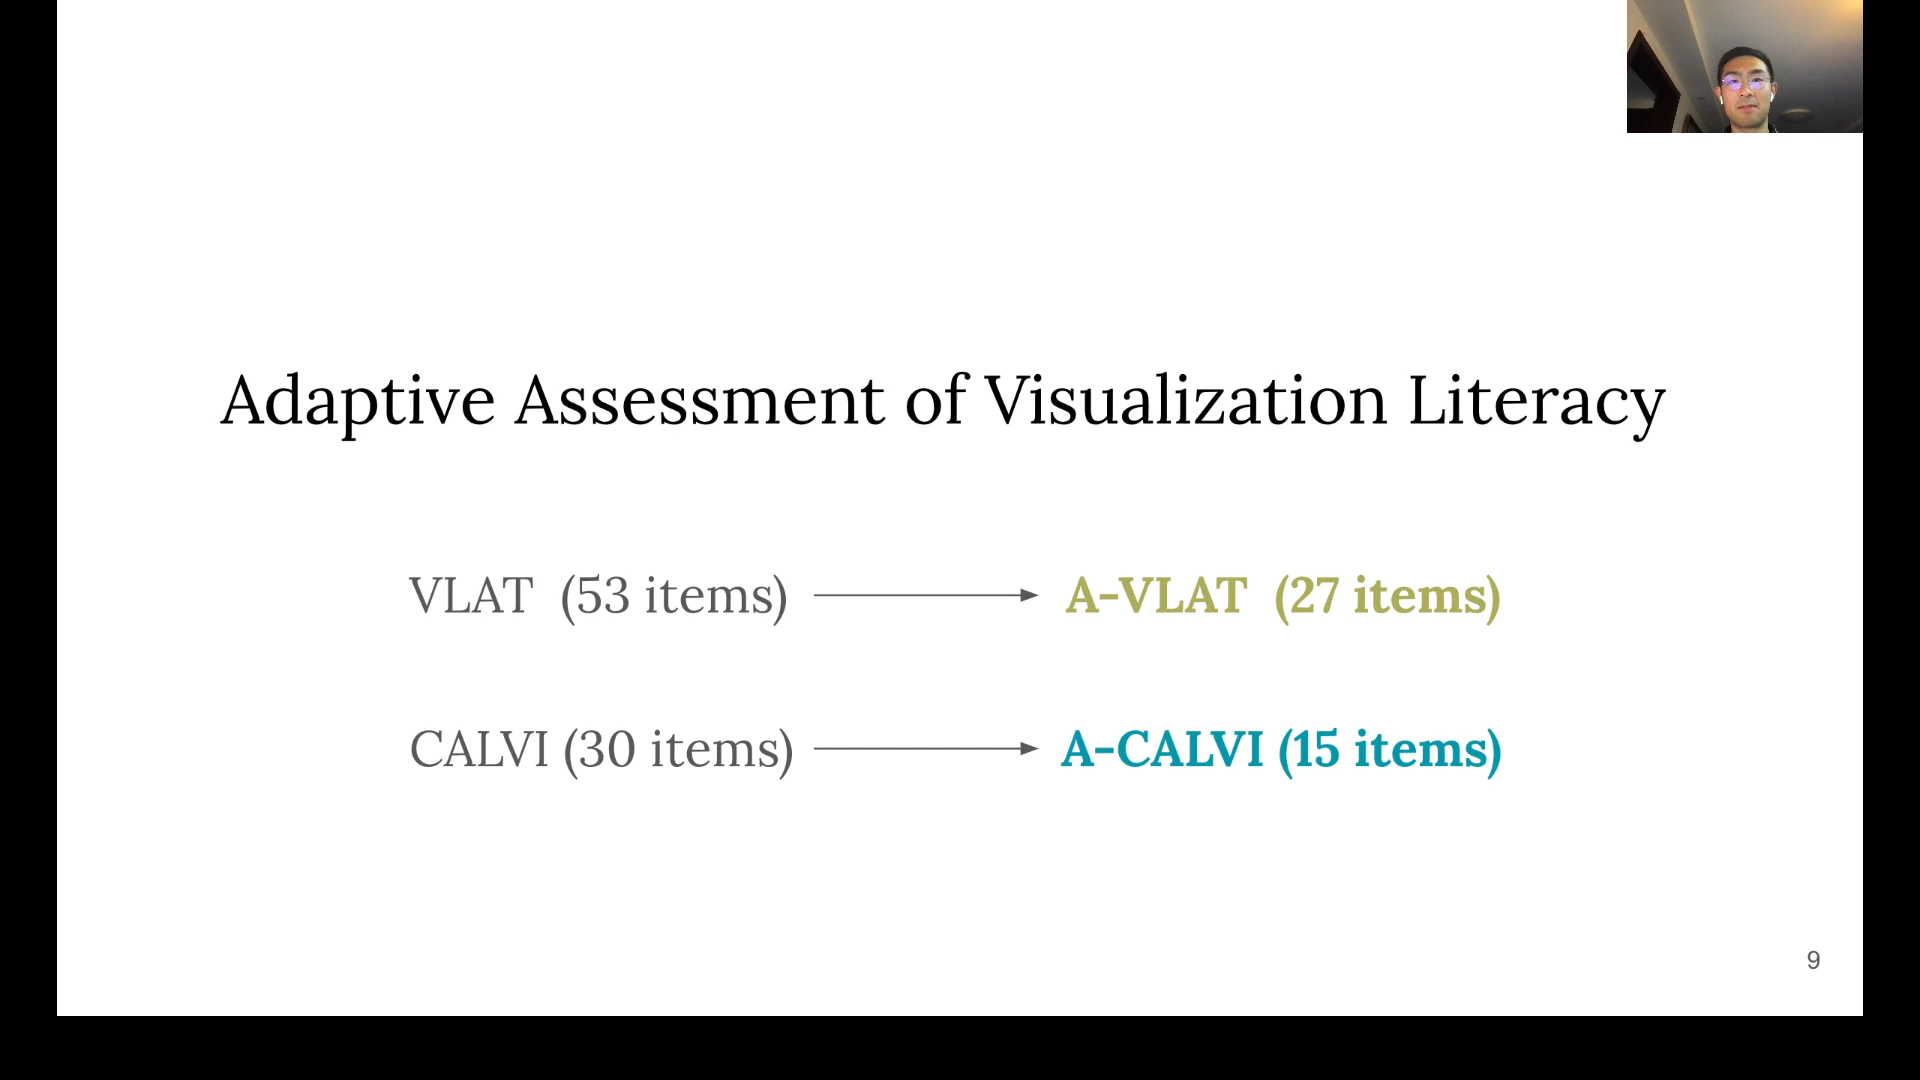 Adaptive Assessment of Visualization Literacy
VLAT (53 items) A-VLAT (27 items)
CALVI (30 items) A-CALVI (15 items)
9